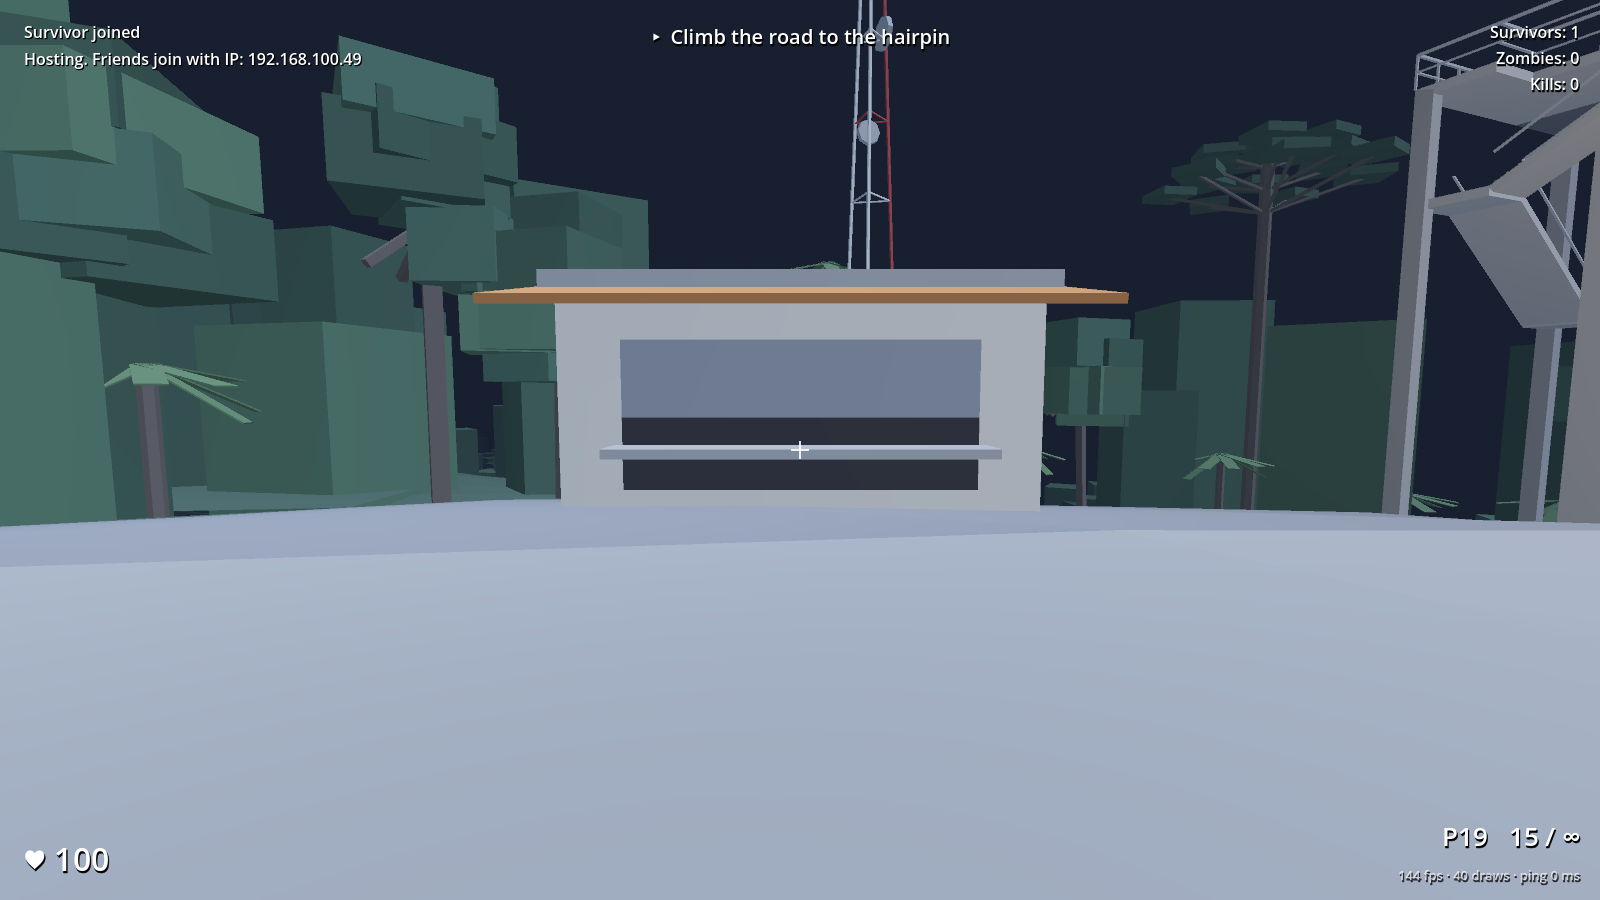 Survivor joined
Hosting. Friends join with IP: 192.168.100.49
▸ Climb the road to the hairpin
Survivors: 1
Zombies: 0
Kills: 0
100
P19 15 / ∞
144 fps · 40 draws · ping 0 ms